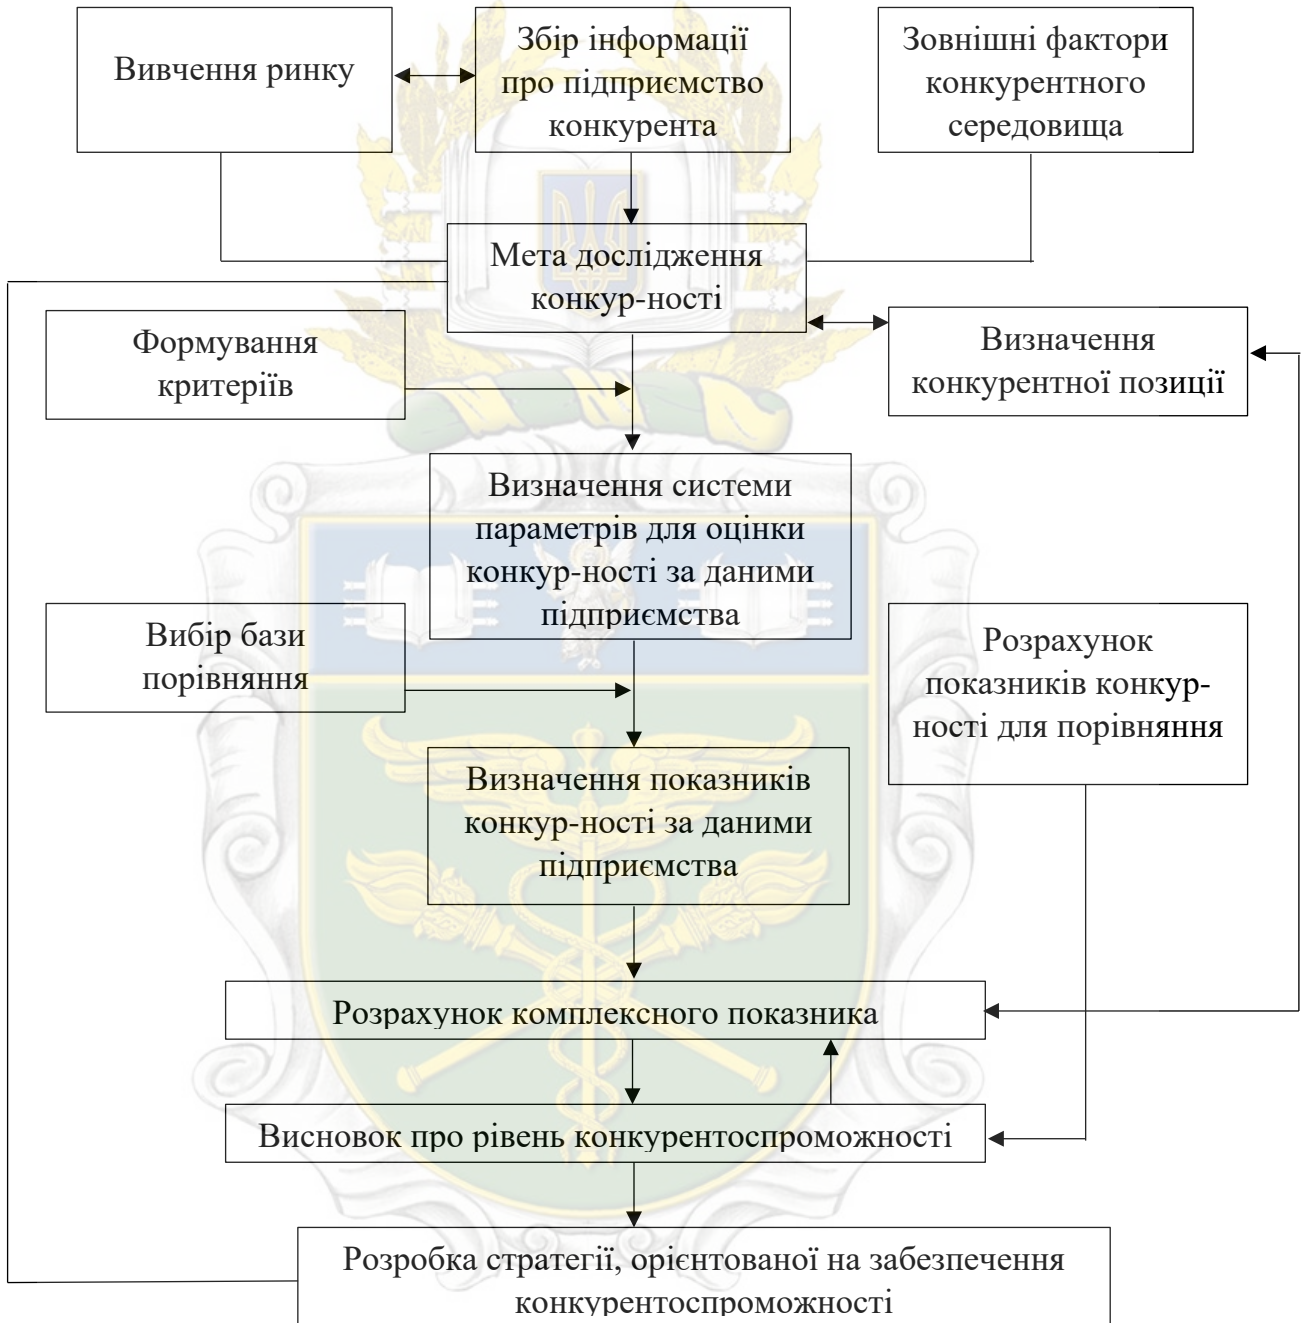 Вивчення ринку
Збір інформації
про підприємство
конкурента
Зовнішні фактори
конкурентного
середовища
Мета дослідження
конкур-ності
Формування
критеріїв
Визначення
конкурентної позиції
Визначення системи
параметрів для оцінки
конкур-ності за даними
підприємства
Вибір бази
порівняння
Розрахунок
показників конкур-
ності для порівняння
Визначення показників
конкур-ності за даними
підприємства
Розрахунок комплексного показника
Висновок про рівень конкурентоспроможності
Розробка стратегії, орієнтованої на забезпечення
конкурентоспроможності